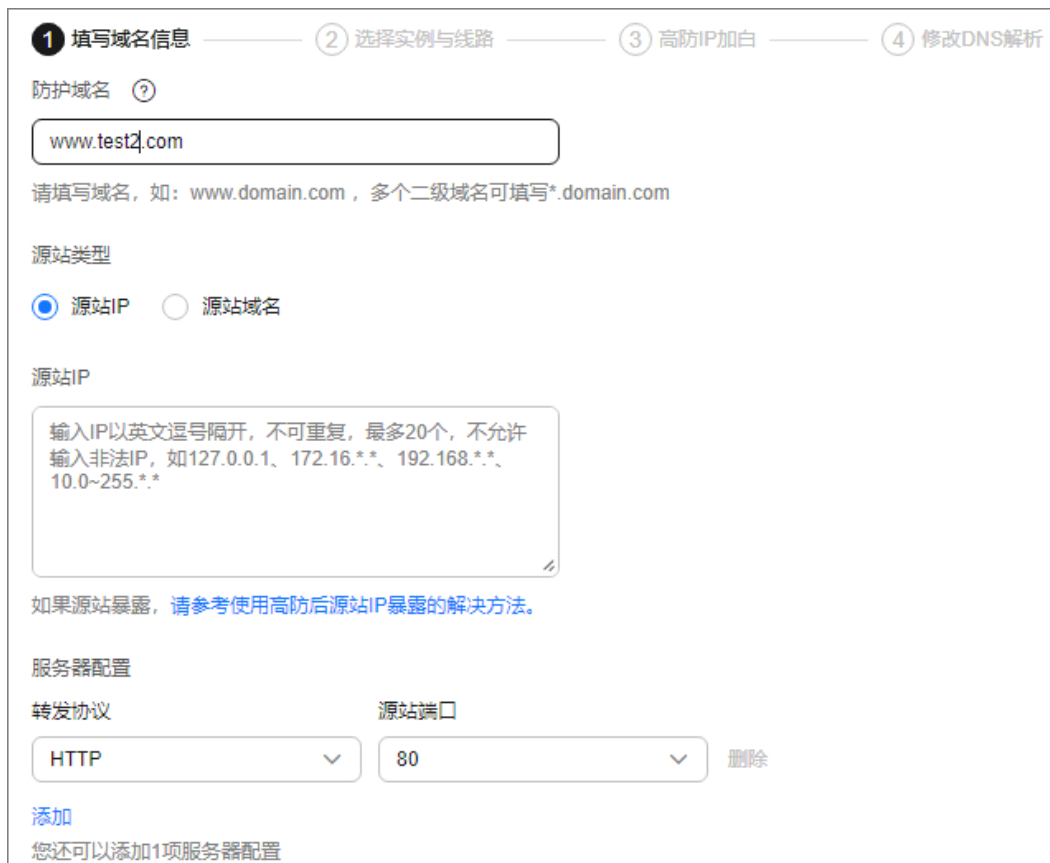 1 填写域名信息 2 选择实例与线路 3 高防IP加白 4 修改DNS解析
防护域名 ?
www.test2.com
请填写域名，如：www.domain.com ，多个二级域名可填写*.domain.com
源站类型
源站IP 源站域名
源站IP
输入IP以英文逗号隔开，不可重复，最多20个，不允许
输入非法IP，如127.0.0.1、172.16.*.*、192.168.*.*、
10.0~255.*.*
如果源站暴露，请参考使用高防后源站IP暴露的解决方法。
服务器配置
转发协议 源站端口
HTTP 80 删除
添加
您还可以添加1项服务器配置